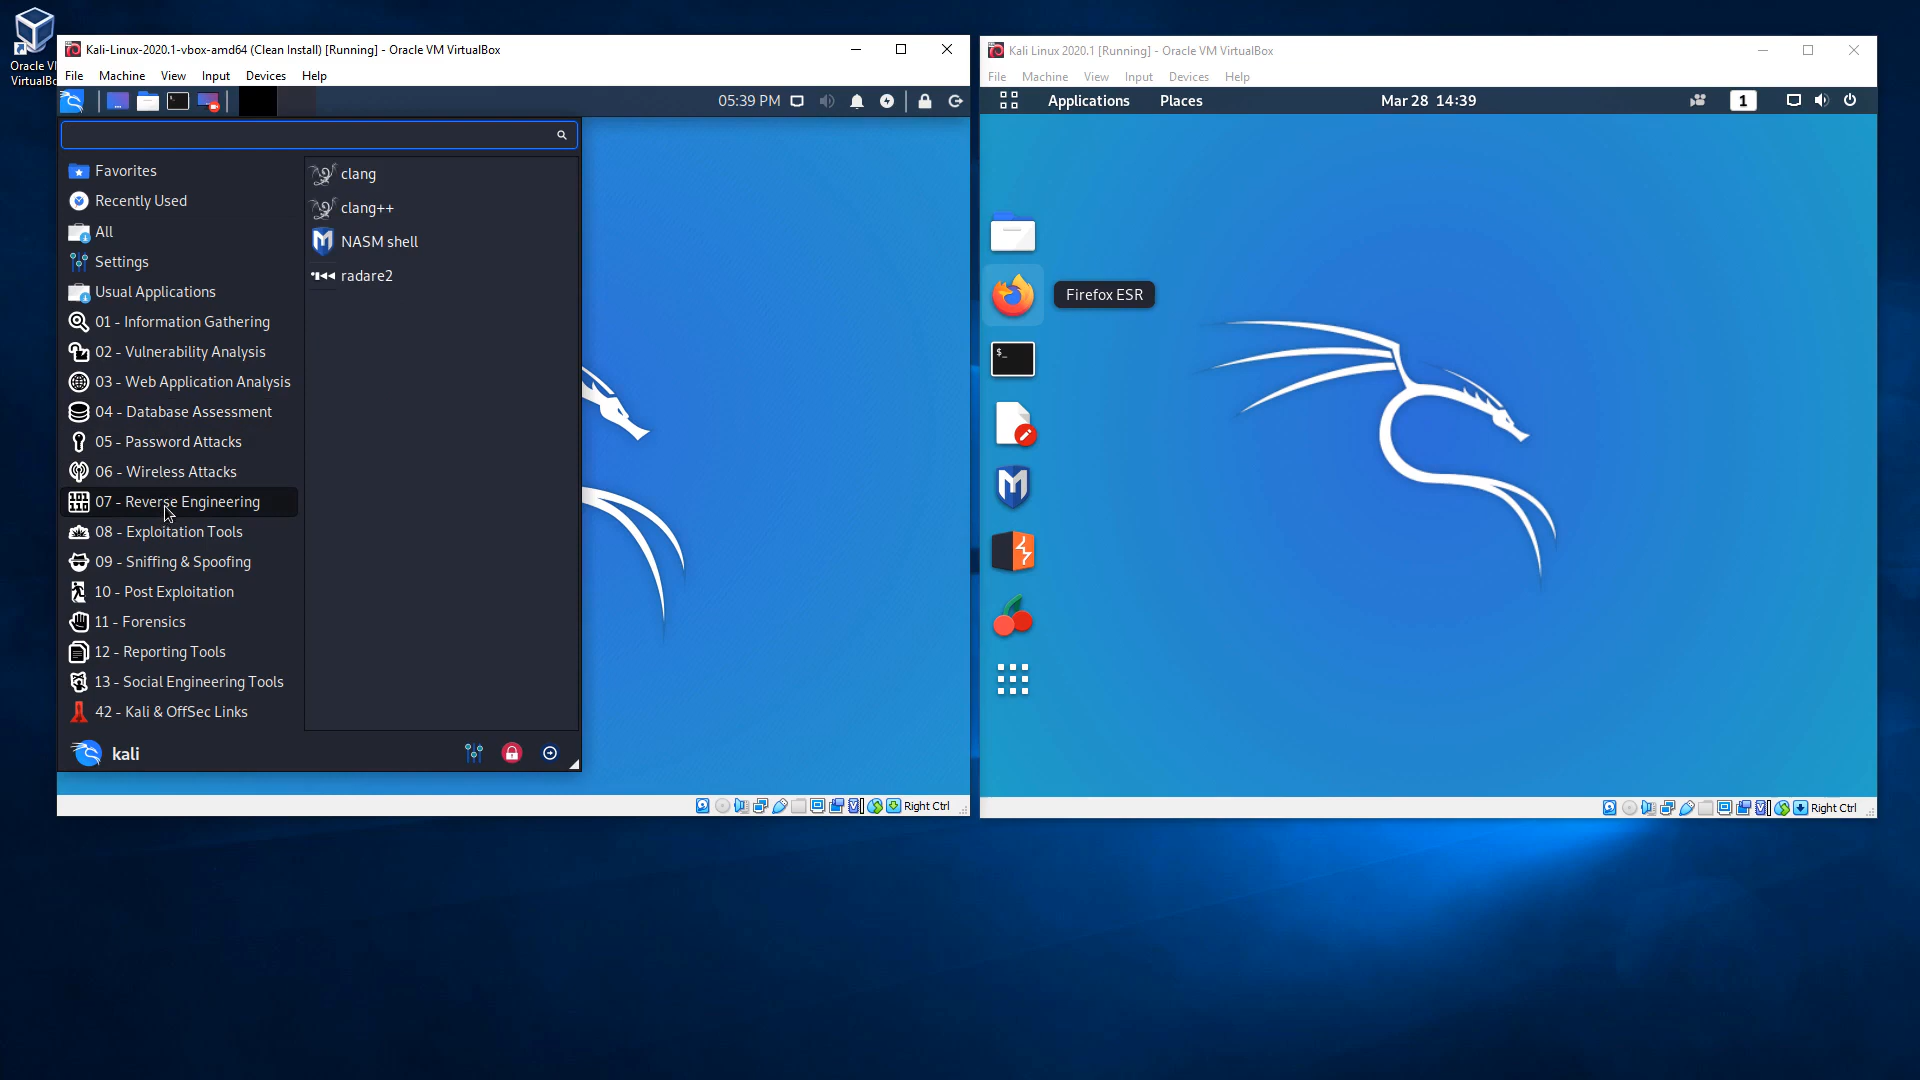 Oracle VM
VirtualBo
Kali-Linux-2020.1-vbox-amd64 (Clean Install) [Running] - Oracle VM VirtualBox
File Machine View Input Devices Help
05:39 PM
Favorites
Recently Used
All
Settings
Usual Applications
01 - Information Gathering
02 - Vulnerability Analysis
03 - Web Application Analysis
04 - Database Assessment
05 - Password Attacks
06 - Wireless Attacks
07 - Reverse Engineering
08 - Exploitation Tools
09 - Sniffing & Spoofing
10 - Post Exploitation
11 - Forensics
12 - Reporting Tools
13 - Social Engineering Tools
42 - Kali & OffSec Links
clang
clang++
NASM shell
radare2
kali
Right Ctrl
Kali Linux 2020.1 [Running] - Oracle VM VirtualBox
File Machine View Input Devices Help
Applications Places Mar 28 14:39 1
Firefox ESR
$_
Right Ctrl